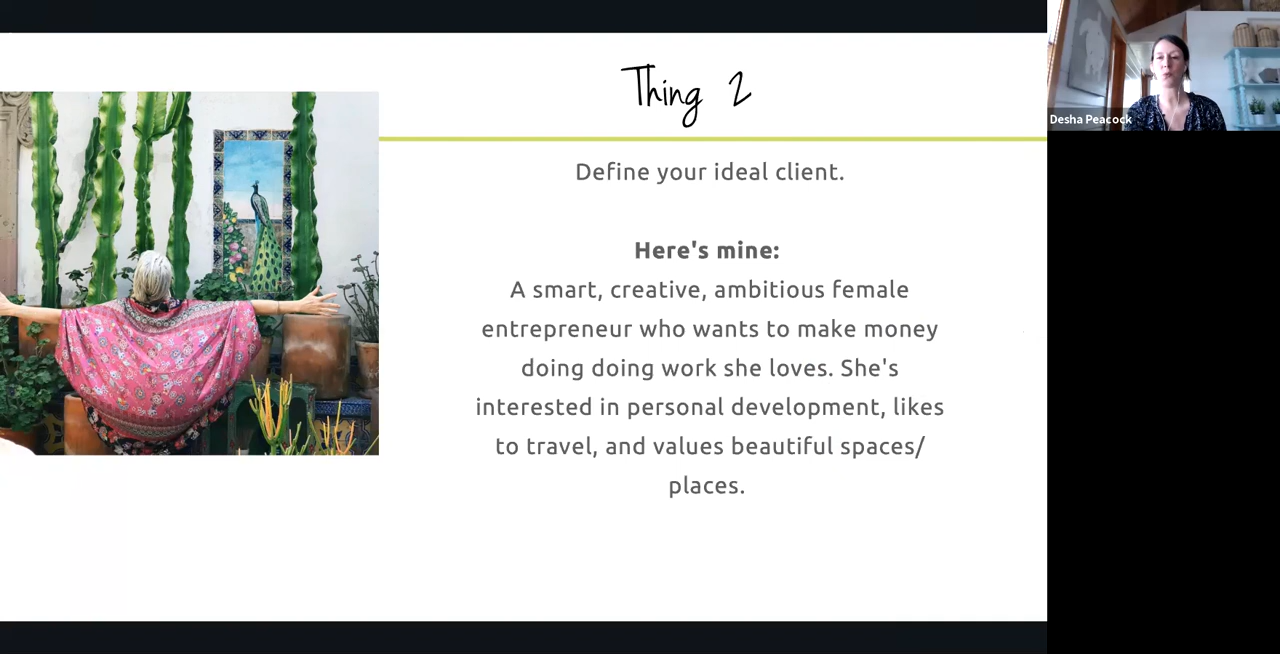 Thing 2
Define your ideal client.
Here's mine:
A smart, creative, ambitious female
entrepreneur who wants to make money
doing doing work she loves. She's
interested in personal development, likes
to travel, and values beautiful spaces/
places.
Desha Peacock